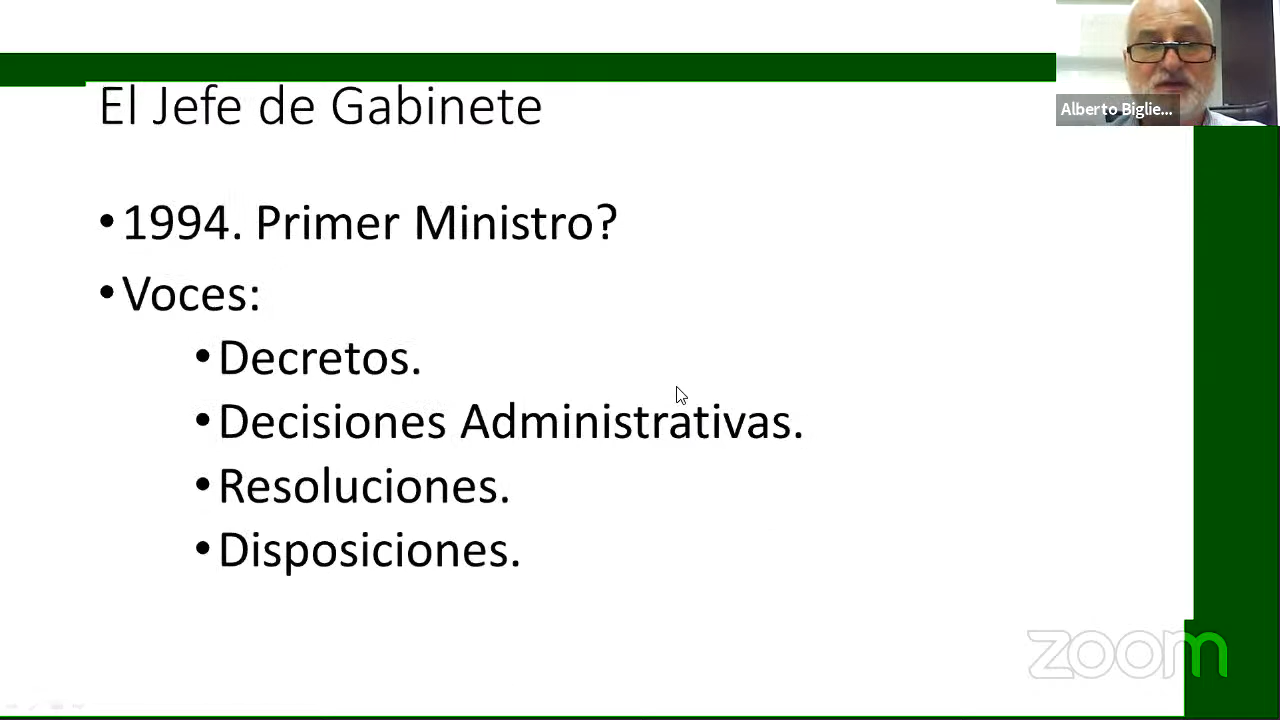 El Jefe de Gabinete
Alberto Biglie...
• 1994. Primer Ministro?
• Voces:
• Decretos.
• Decisiones Administrativas.
• Resoluciones.
• Disposiciones.
zoom